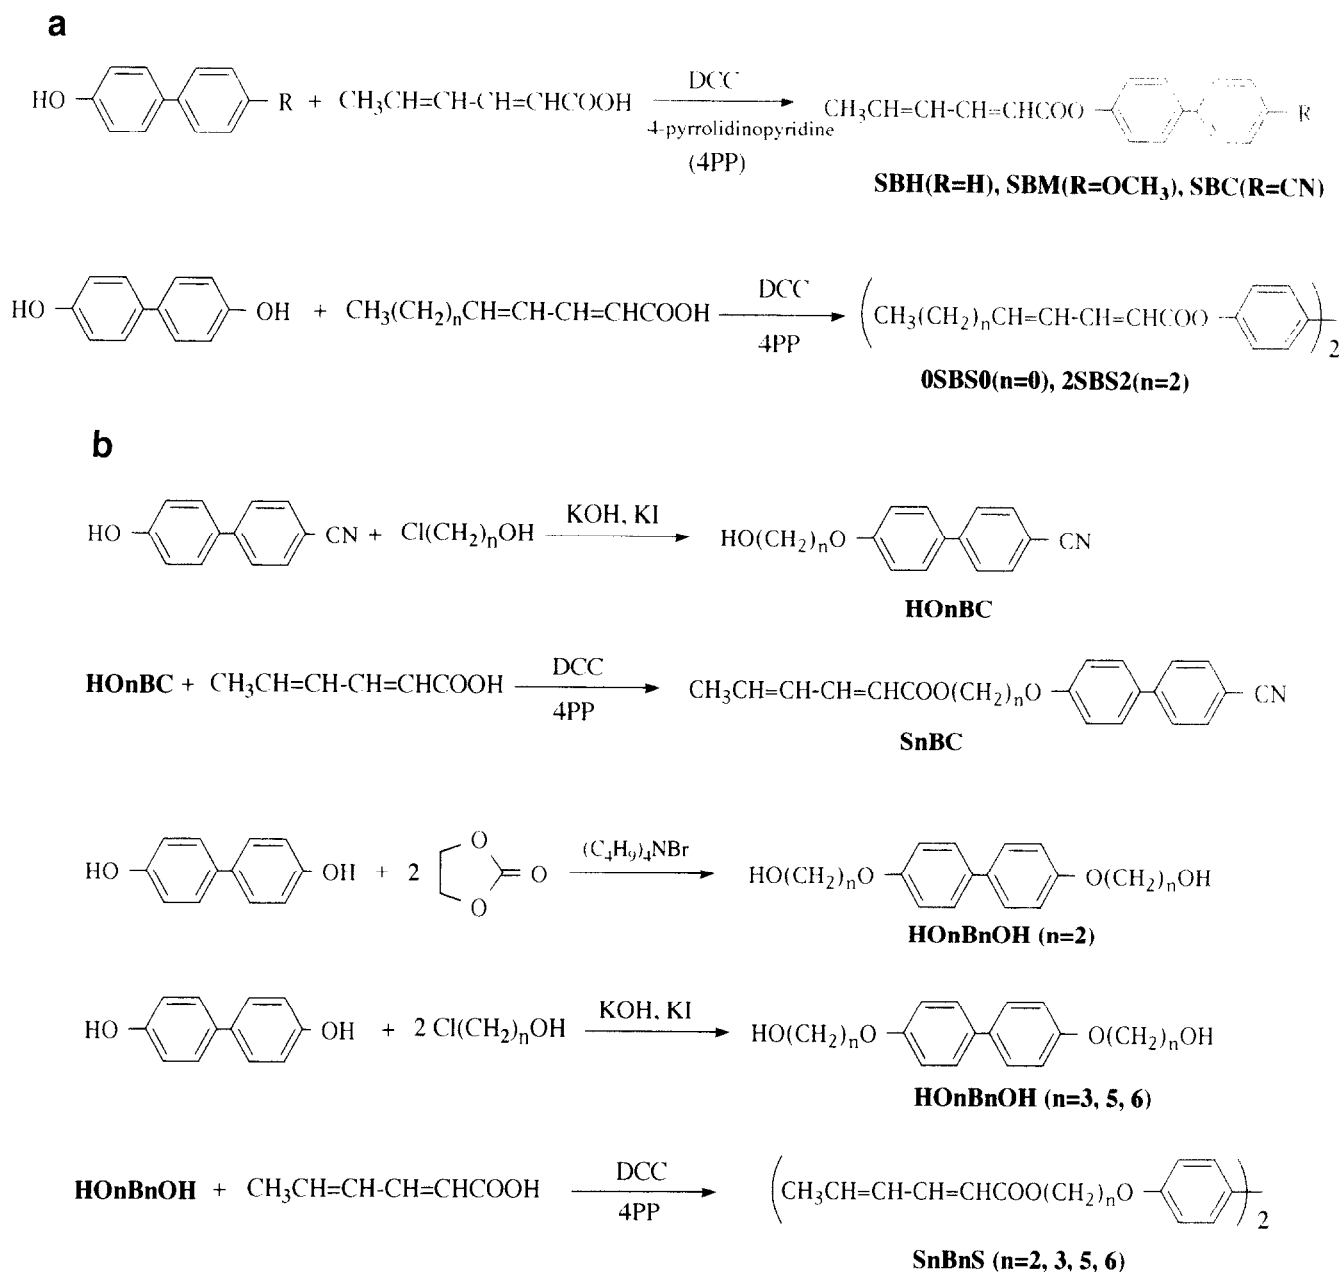 a
HO R + CH3CH=CH-CH=CHCOOH DCC 4-pyrrolidinopyridine (4PP) CH3CH=CH-CH=CHCOO R
SBH(R=H), SBM(R=OCH3), SBC(R=CN)
HO OH + CH3(CH2)nCH=CH-CH=CHCOOH DCC 4PP (CH3(CH2)nCH=CH-CH=CHCOO )2
0SBS0(n=0), 2SBS2(n=2)
b
HO CN + Cl(CH2)nOH KOH, KI HO(CH2)nO CN
HOnBC
HOnBC + CH3CH=CH-CH=CHCOOH DCC 4PP CH3CH=CH-CH=CHCOO(CH2)nO CN
SnBC
HO OH + 2 O O O (C4H9)4NBr HO(CH2)nO O(CH2)nOH
HOnBnOH (n=2)
HO OH + 2 Cl(CH2)nOH KOH, KI HO(CH2)nO O(CH2)nOH
HOnBnOH (n=3, 5, 6)
HOnBnOH + CH3CH=CH-CH=CHCOOH DCC 4PP (CH3CH=CH-CH=CHCOO(CH2)nO )2
SnBnS (n=2, 3, 5, 6)